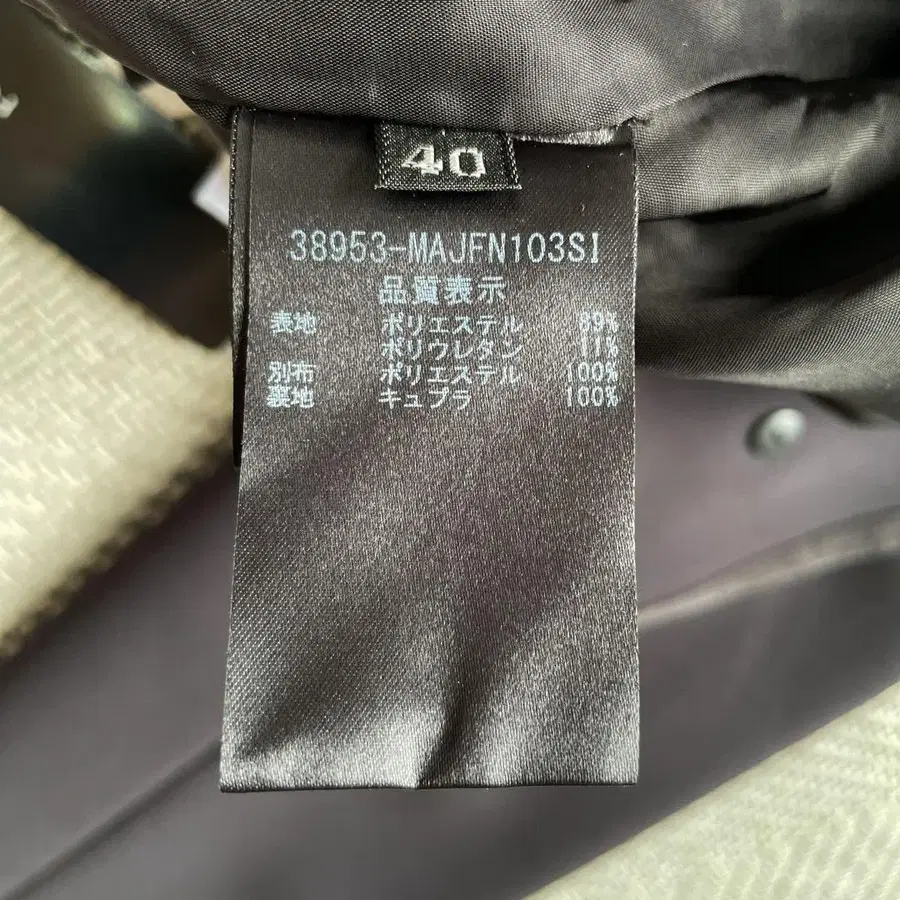 40
38953-MAJFN103SI
品質表示
表地 ポリエステル 89%
ポリウレタン 11%
別布 ポリエステル 100%
裏地 キュプラ 100%